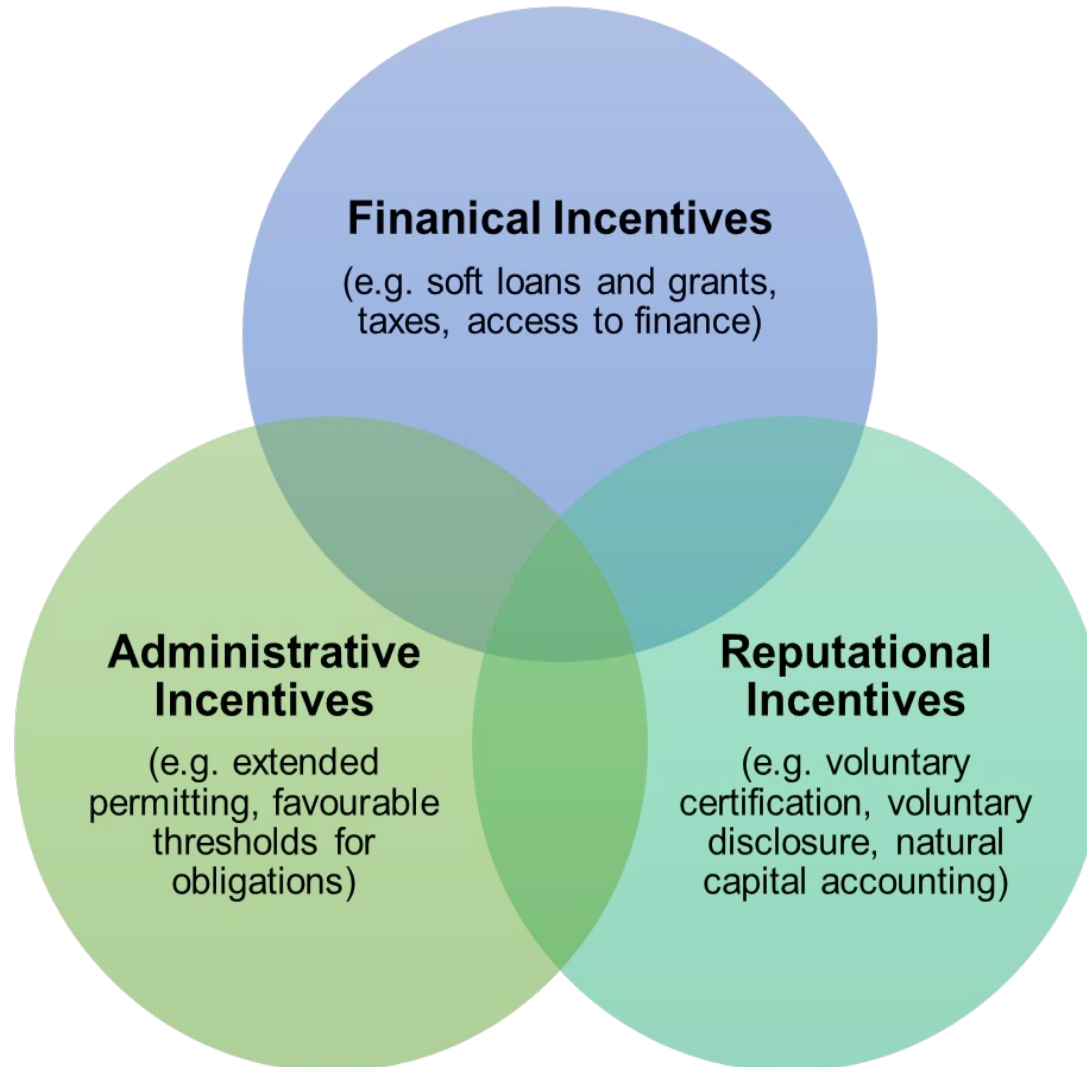 Finanical Incentives
(e.g. soft loans and grants,
taxes, access to finance)
Administrative
Incentives
(e.g. extended
permitting, favourable
thresholds for
obligations)
Reputational
Incentives
(e.g. voluntary
certification, voluntary
disclosure, natural
capital accounting)